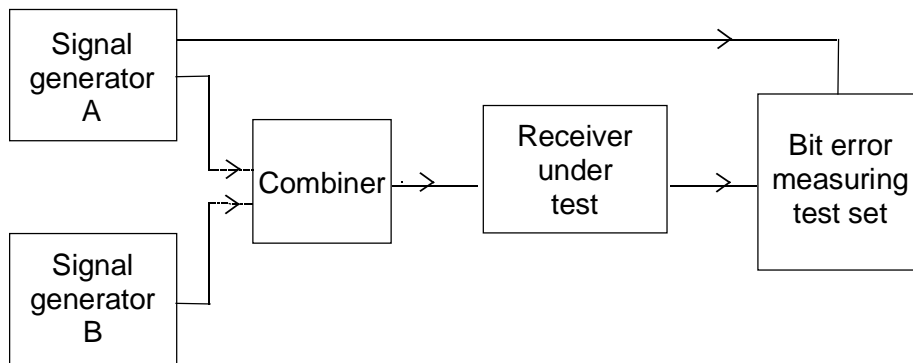 Signal
generator
A
Combiner
Receiver
under
test
Bit error
measuring
test set
Signal
generator
B